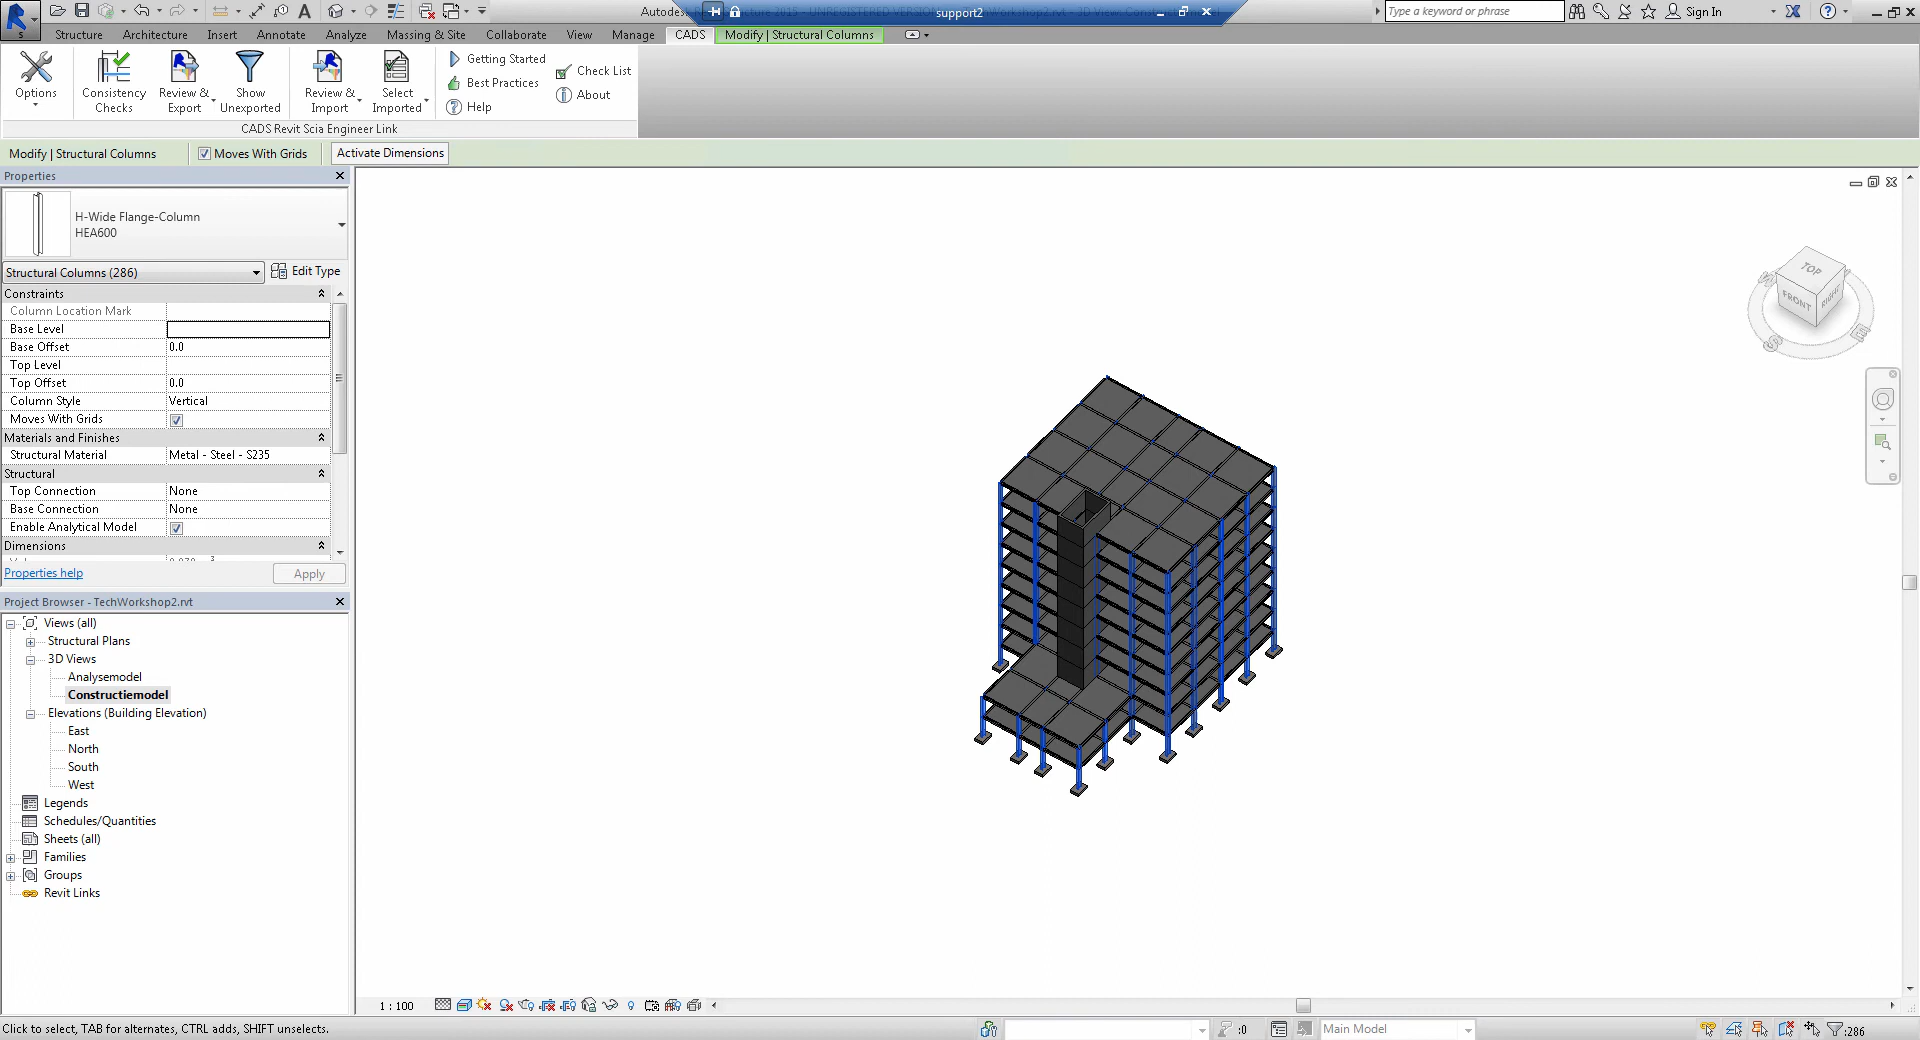 Autodesk Revit Structure 2015 - UNREGISTERED VERSION
support2
Type a keyword or phrase
Sign In
Structure Architecture Insert Annotate Analyze Massing & Site Collaborate View Manage CADS Modify | Structural Columns
Options
Consistency Checks
Review & Export
Show Unexported
Review & Import
Select Imported
Getting Started
Best Practices
Help
Check List
About
CADS Revit Scia Engineer Link
Modify | Structural Columns Moves With Grids Activate Dimensions
Properties
H-Wide Flange-Column
HEA600
Structural Columns (286) Edit Type
Constraints
Column Location Mark
Base Level
Base Offset 0.0
Top Level
Top Offset 0.0
Column Style Vertical
Moves With Grids
Materials and Finishes
Structural Material Metal - Steel - S235
Structural
Top Connection None
Base Connection None
Enable Analytical Model
Dimensions
Properties help Apply
Project Browser - TechWorkshop2.rvt
Views (all)
Structural Plans
3D Views
Analysemodel
Constructiemodel
Elevations (Building Elevation)
East
North
South
West
Legends
Schedules/Quantities
Sheets (all)
Families
Groups
Revit Links
TOP
FRONT
RIGHT
W
S
E
1 : 100
Click to select, TAB for alternates, CTRL adds, SHIFT unselects.
:0
Main Model
:286